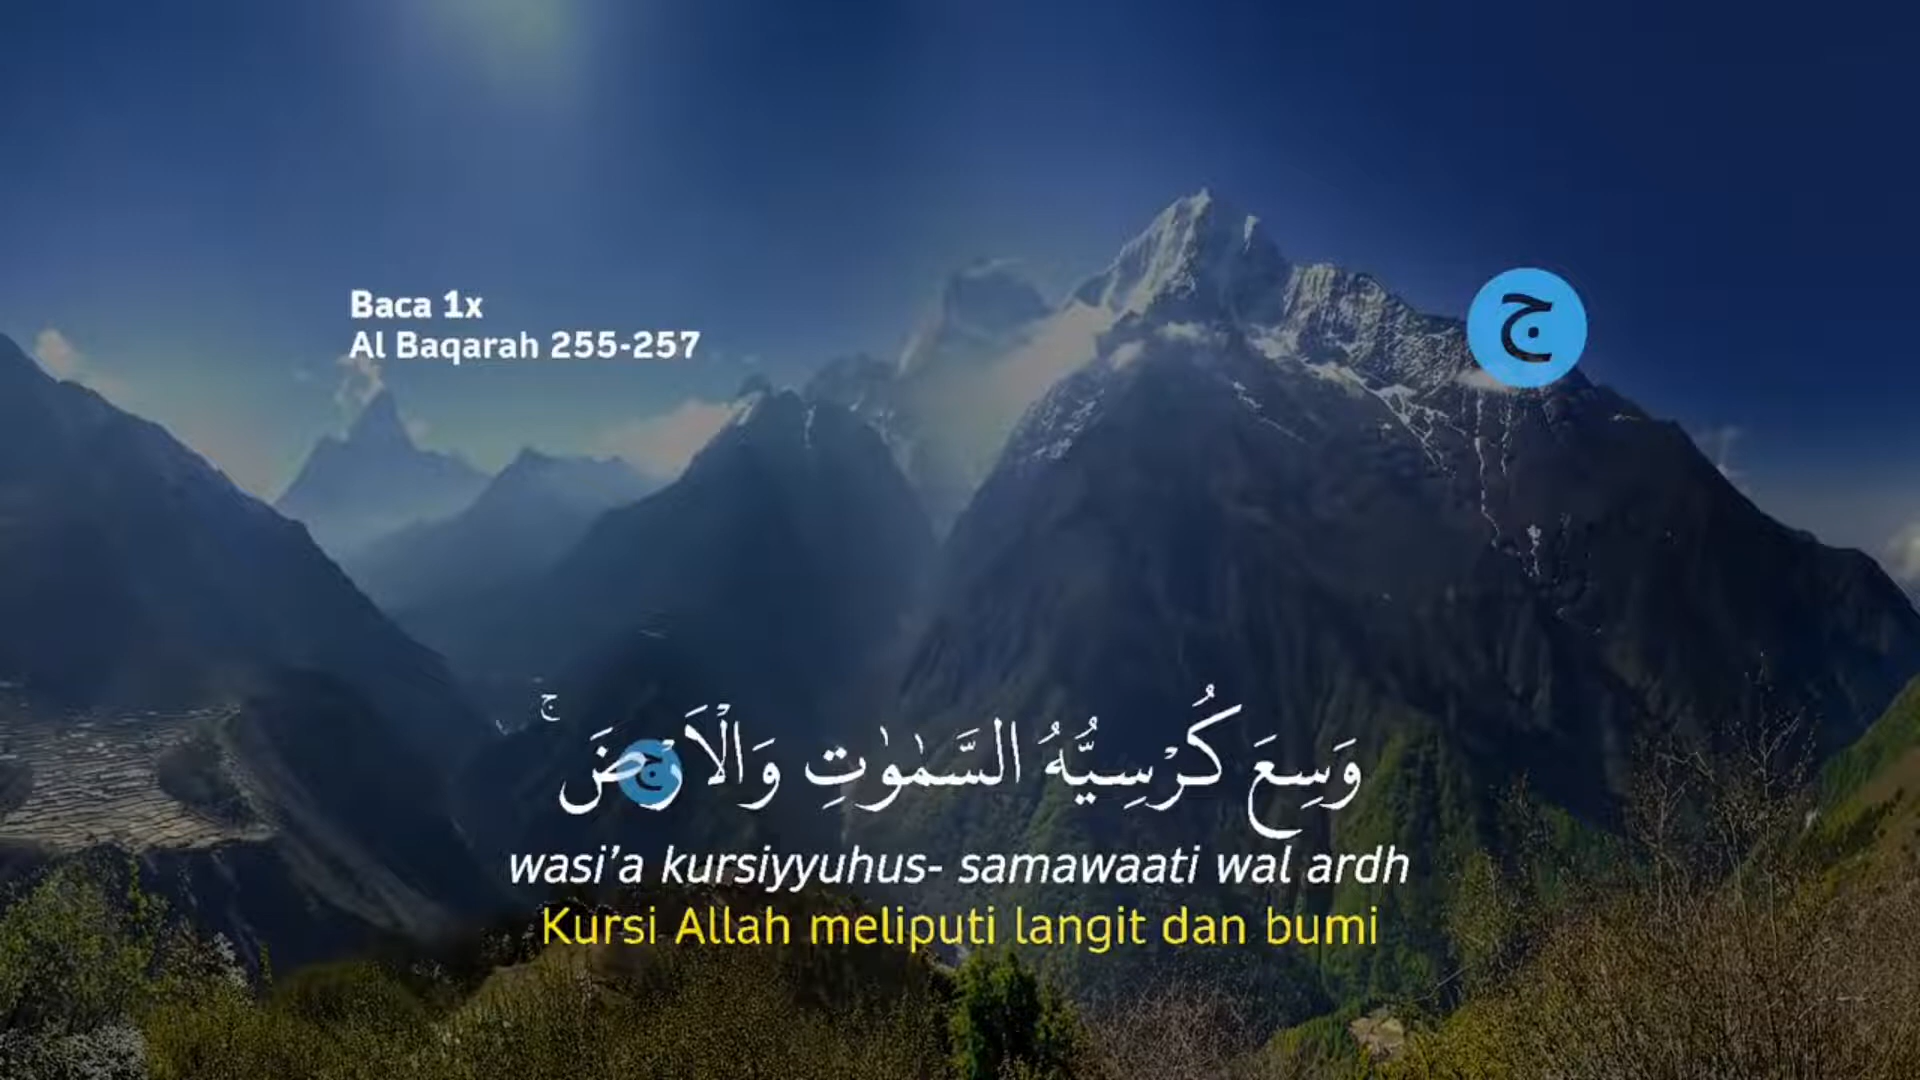 Baca 1x
Al Baqarah 255-257
ج
وَسِعَ كُرْسِيُّهُ السَّمٰوٰتِ وَالْاَرْضَ ۚ
ج
wasi’a kursiyyuhus- samawaati wal ardh
Kursi Allah meliputi langit dan bumi